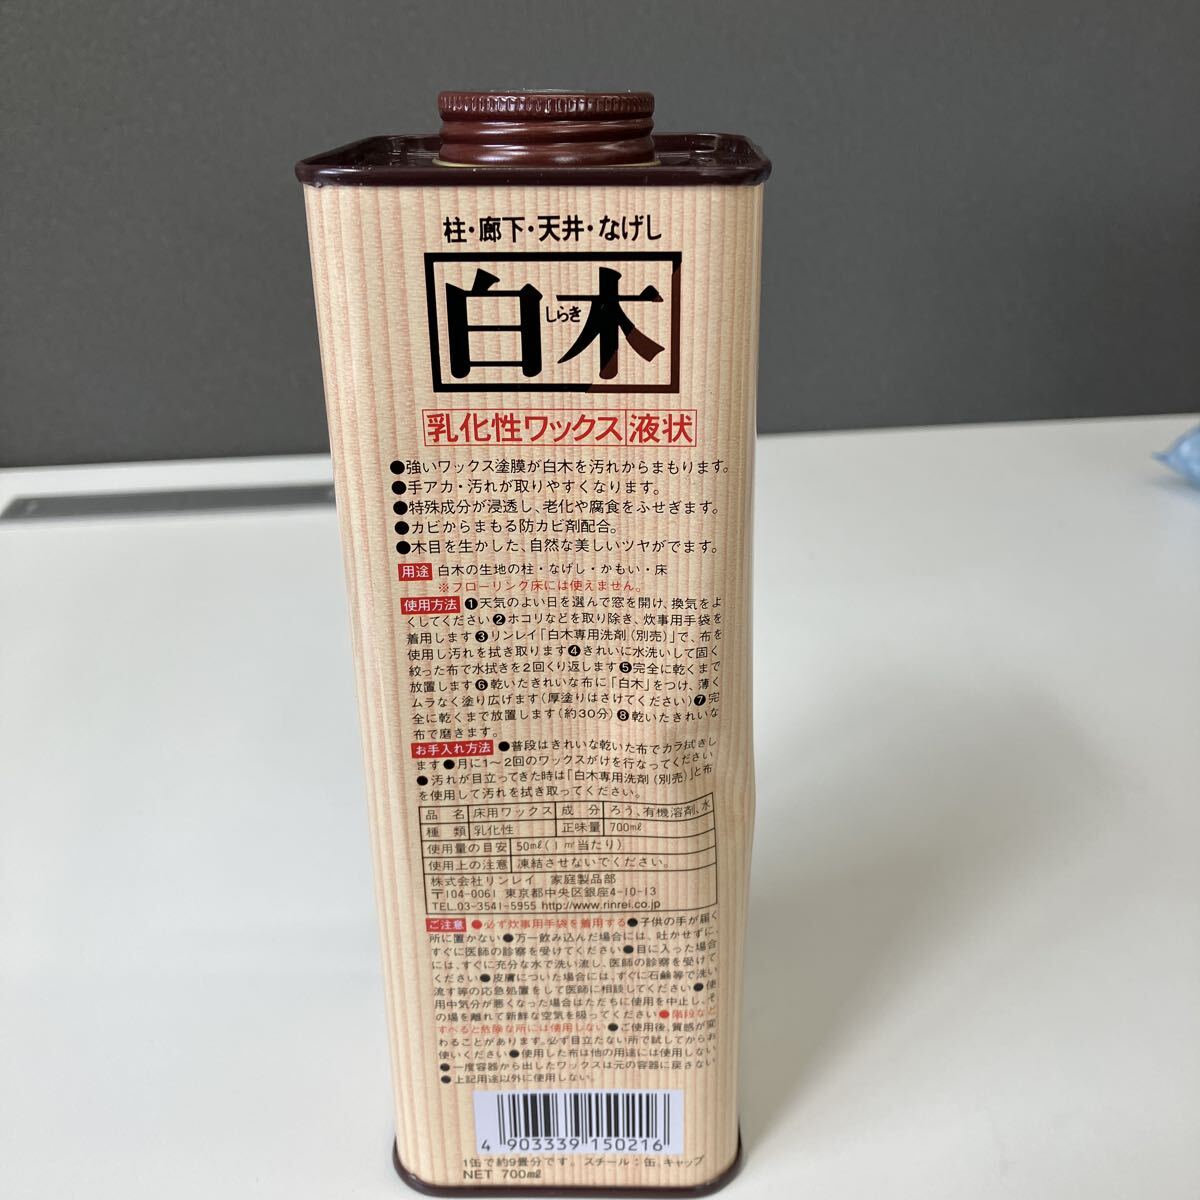 柱・廊下・天井・なげし
白しらき木
乳化性ワックス 液状
●強いワックス塗膜が白木を汚れからまもります。
●手アカ・汚れが取りやすくなります。
●特殊成分が浸透し、老化や腐食をふせぎます。
●カビからまもる防カビ剤配合。
●木目を生かした、自然な美しいツヤがでます。
用途 白木の生地の柱・なげし・かもい・床
※フローリング床には使えません。
使用方法 ❶天気のよい日を選んで窓を開け、換気をよ
くしてください❷ホコリなどを取り除き、炊事用手袋を
着用します❸リンレイ「白木専用洗剤(別売)」で、布を
使用し汚れを拭き取ります❹きれいに水洗いして固く
絞った布で水拭きを2回くり返します❺完全に乾くまで
放置します❻乾いたきれいな布に「白木」をつけ、薄く
ムラなく塗り広げます(厚塗りはさけてください)❼完
全に乾くまで放置します(約30分)❽乾いたきれいな
布で磨きます。
お手入れ方法 ●普段はきれいな乾いた布でカラ拭きし
ます●月に1〜2回のワックスがけを行なってください
●汚れが目立ってきた時は「白木専用洗剤(別売)」と布
を使用して汚れを拭き取ってください。
品名 床用ワックス 成分 ろう、有機溶剤、水
種類 乳化性 正味量 700mℓ
使用量の目安 50mℓ(1㎡当たり)
使用上の注意 凍結させないでください。
株式会社リンレイ 家庭製品部
〒104-0061 東京都中央区銀座4-10-13
TEL.03-3541-5955 http://www.rinrei.co.jp
ご注意 ●必ず炊事用手袋を着用する●子供の手が届く
所に置かない●万一飲み込んだ場合には、吐かせずに、
すぐに医師の診察を受けてください●目に入った場合
には、すぐに充分な水で洗い流し、医師の診察を受けて
ください●皮膚についた場合には、すぐに石鹸等で洗い
流す等の応急処置をして医師に相談してください●使
用中気分が悪くなった場合はただちに使用を中止し、そ
の場を離れて新鮮な空気を吸ってください●階段など
すべると危険な所には使用しない●ご使用後、質感が変
わることがあります。必ず目立たない所で試してからお
使いください●使用した布は他の用途には使用しない
●一度容器から出したワックスは元の容器に戻さない
●上記用途以外に使用しない。
4 903339 150216
1缶で約9畳分です。スチール:缶、キャップ
NET 700mℓ